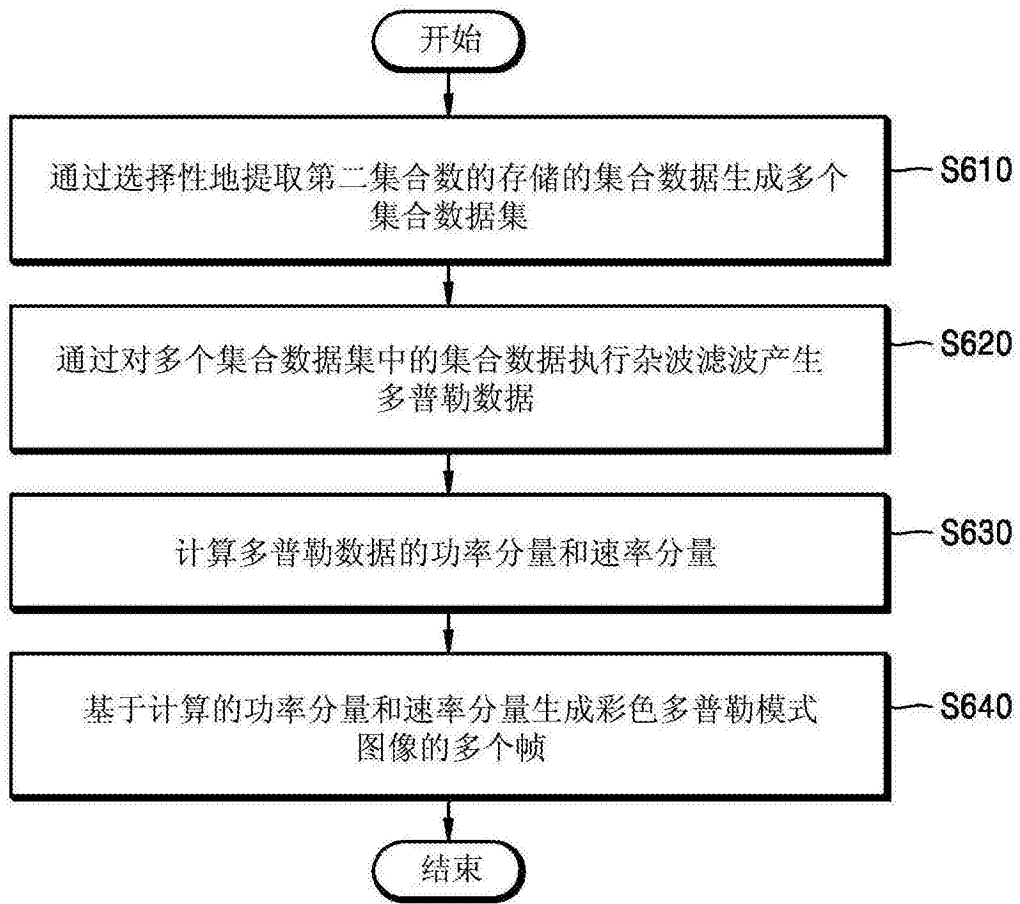 开始
通过选择性地提取第二集合数的存储的集合数据生成多个
集合数据集
S610
通过对多个集合数据集中的集合数据执行杂波滤波产生
多普勒数据
S620
计算多普勒数据的功率分量和速率分量
S630
基于计算的功率分量和速率分量生成彩色多普勒模式
图像的多个帧
S640
结束